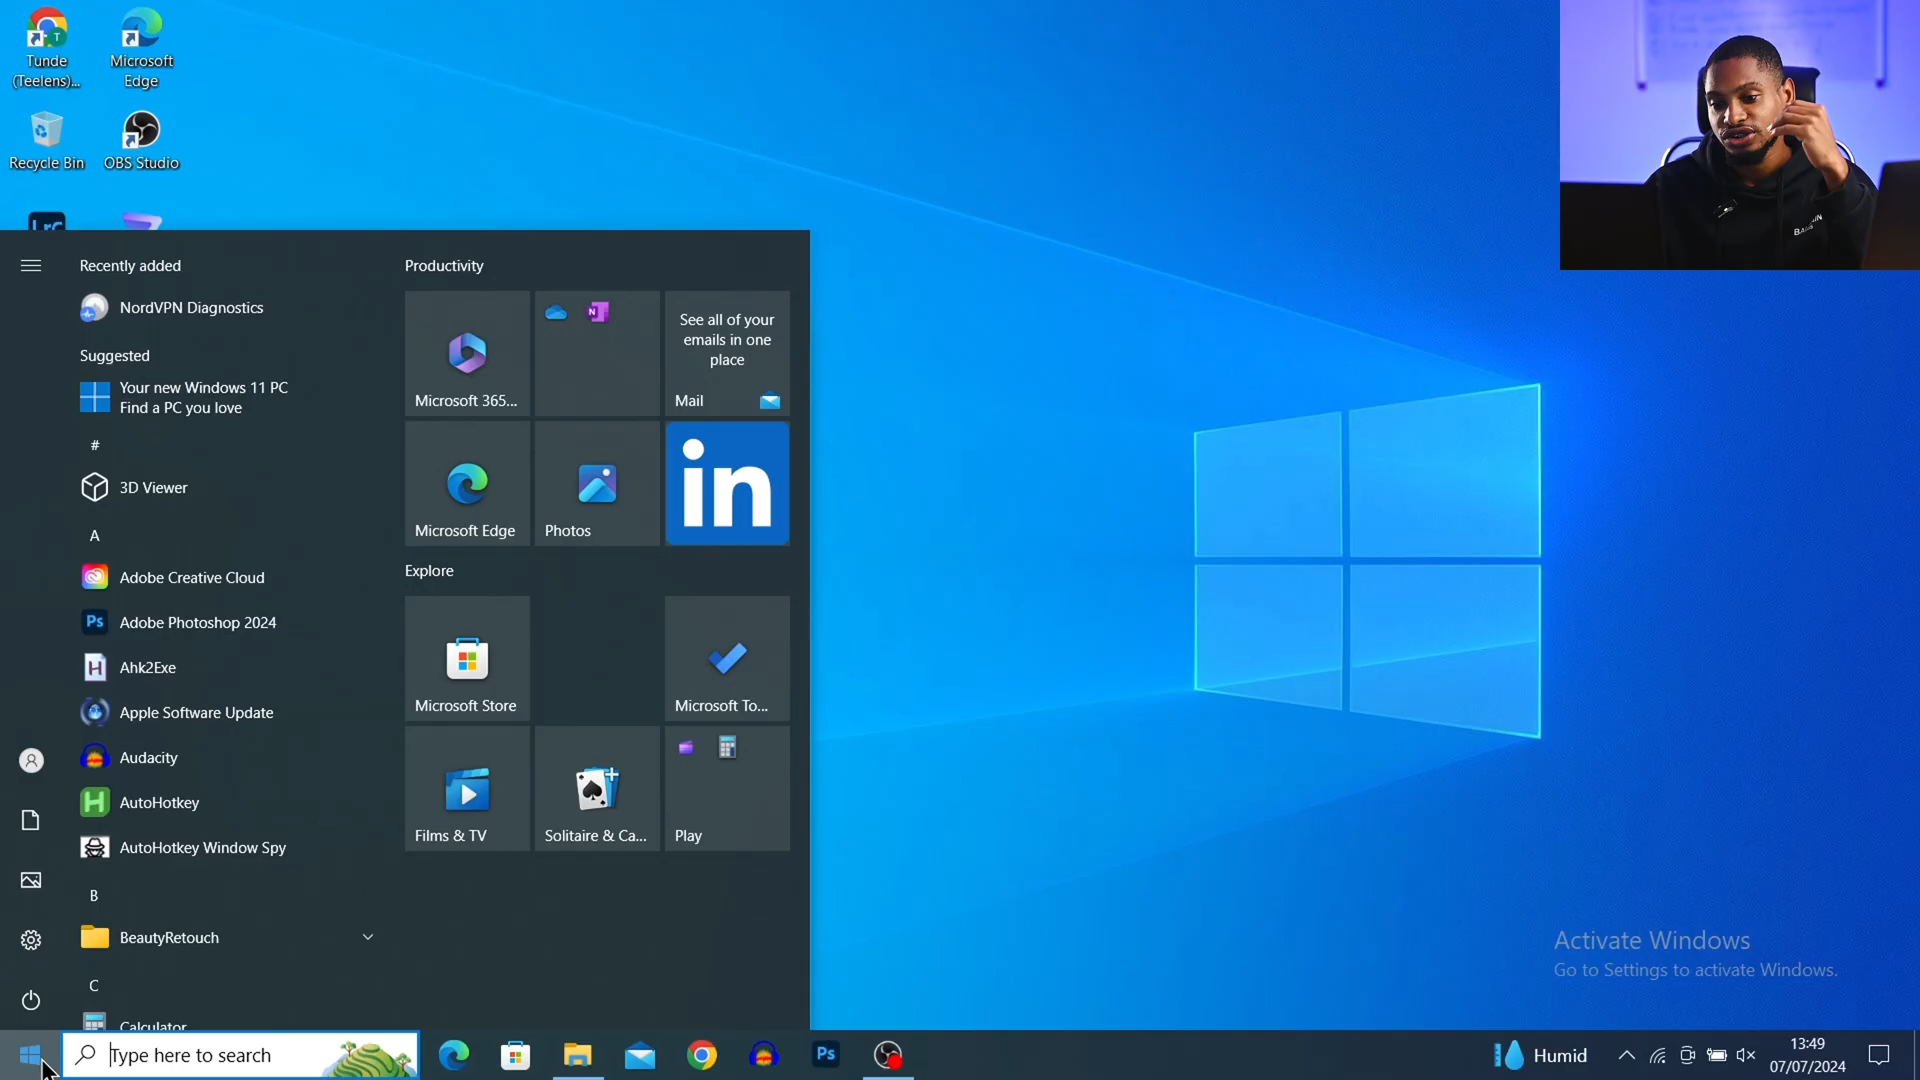 Tunde
(Teelens)...
Microsoft
Edge
Recycle Bin
OBS Studio
Lrc
Recently added
NordVPN Diagnostics
Suggested
Your new Windows 11 PC
Find a PC you love
#
3D Viewer
A
Adobe Creative Cloud
Ps
Adobe Photoshop 2024
H
Ahk2Exe
Apple Software Update
Audacity
H
AutoHotkey
AutoHotkey Window Spy
B
BeautyRetouch
C
Calculator
Productivity
Microsoft 365...
N
See all of your
emails in one
place
Mail
Microsoft Edge
Photos
in
Explore
Microsoft Store
Microsoft To...
Films & TV
Solitaire & Ca...
Play
Activate Windows
Go to Settings to activate Windows.
Type here to search
Ps
Humid
13:49
07/07/2024